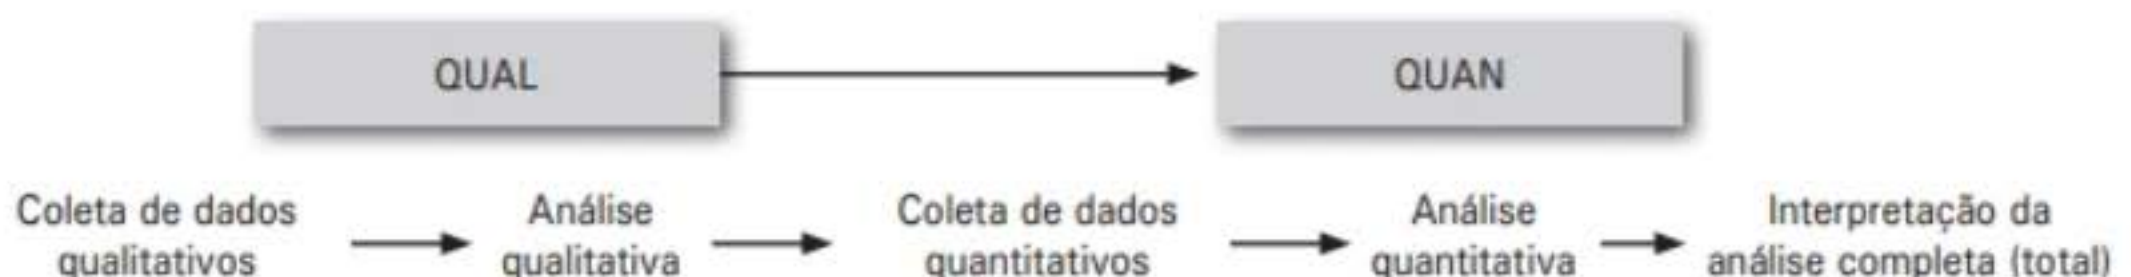 QUAL
QUAN
Coleta de dados
qualitativos
Análise
qualitativa
Coleta de dados
quantitativos
Análise
quantitativa
Interpretação da
análise completa (total)